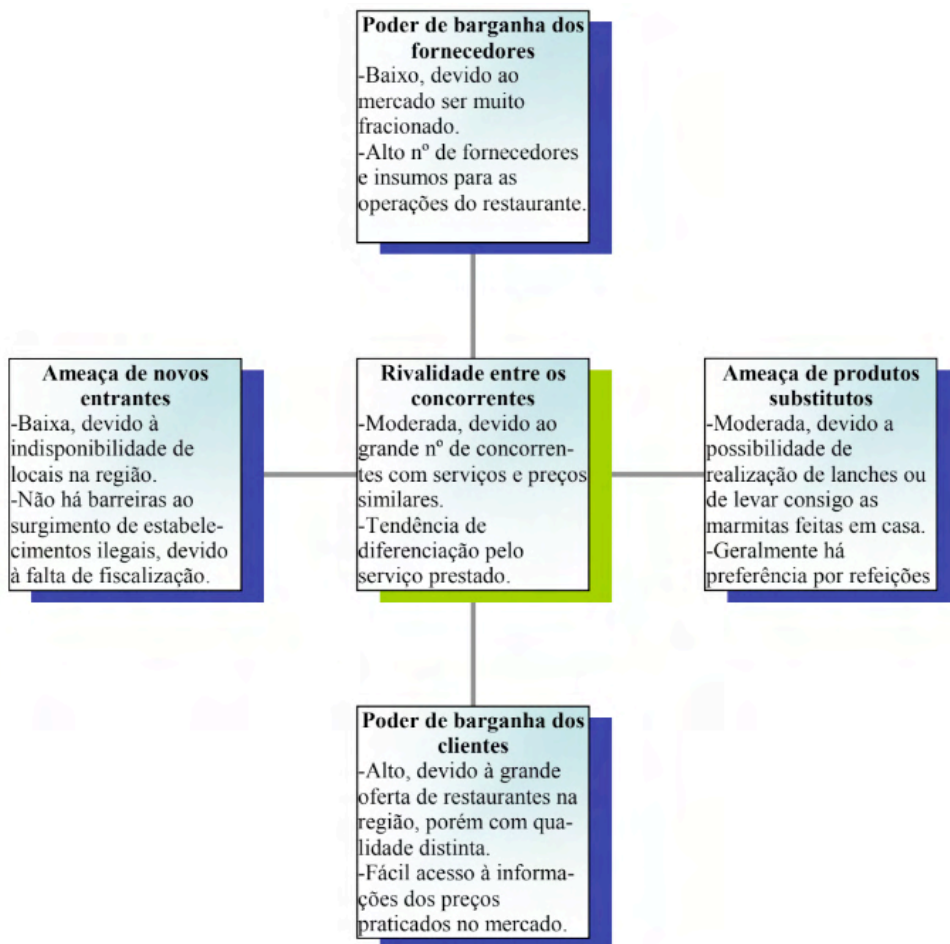 Poder de barganha dos
fornecedores
-Baixo, devido ao
mercado ser muito
fracionado.
-Alto nº de fornecedores
e insumos para as
operações do restaurante.
Ameaça de novos
entrantes
-Baixa, devido à
indisponibilidade de
locais na região.
-Não há barreiras ao
surgimento de estabele-
cimentos ilegais, devido
à falta de fiscalização.
Rivalidade entre os
concorrentes
-Moderada, devido ao
grande nº de concorren-
tes com serviços e preços
similares.
-Tendência de
diferenciação pelo
serviço prestado.
Ameaça de produtos
substitutos
-Moderada, devido a
possibilidade de
realização de lanches ou
de levar consigo as
marmitas feitas em casa.
-Geralmente há
preferência por refeições
Poder de barganha dos
clientes
-Alto, devido à grande
oferta de restaurantes na
região, porém com qua-
lidade distinta.
-Fácil acesso à informa-
ções dos preços
praticados no mercado.